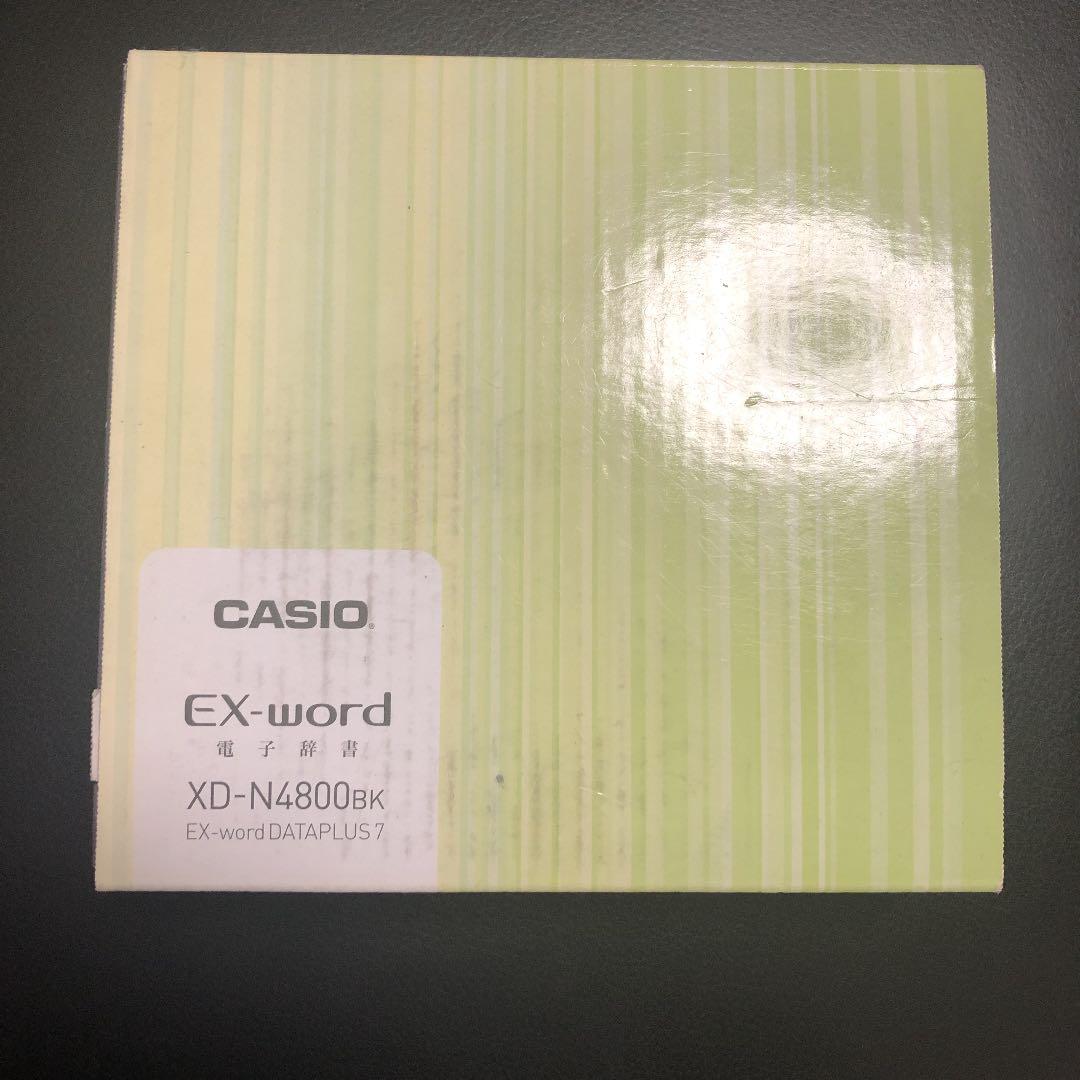 CASIO®
EX-word
電子辞書
XD-N4800BK
EX-word DATAPLUS 7